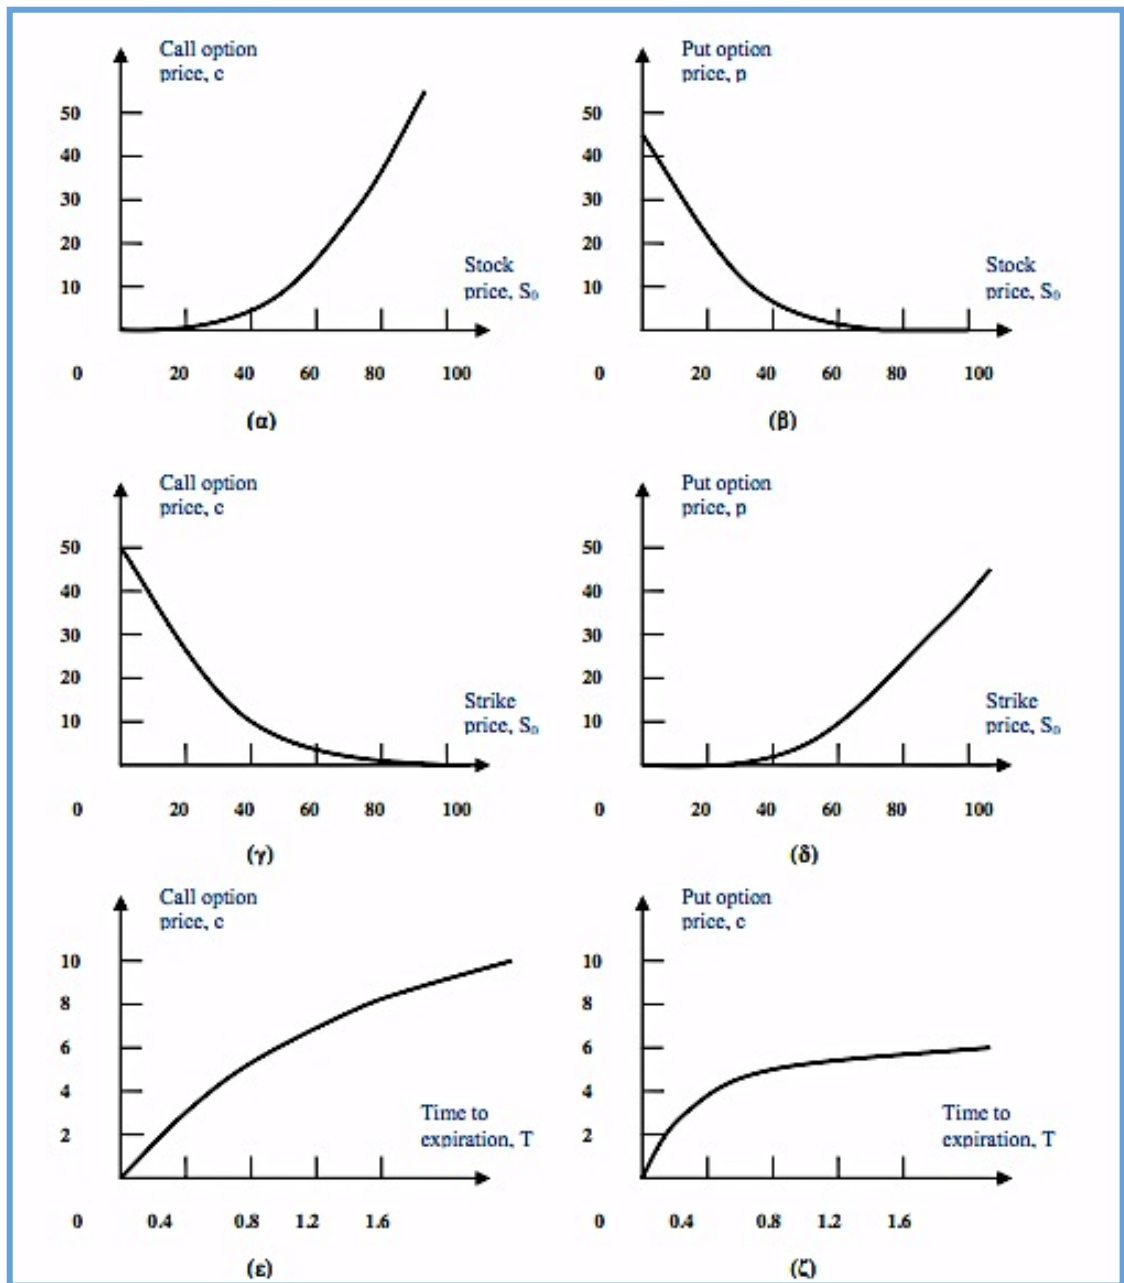 Call option
price, c
50
40
30
20
10
Stock
price, S₀
0 20 40 60 80 100
(α)
Put option
price, p
50
40
30
20
10
Stock
price, S₀
0 20 40 60 80 100
(β)
Call option
price, c
50
40
30
20
10
Strike
price, S₀
0 20 40 60 80 100
(γ)
Put option
price, p
50
40
30
20
10
Strike
price, S₀
0 20 40 60 80 100
(δ)
Call option
price, c
10
8
6
4
2
Time to
expiration, T
0 0.4 0.8 1.2 1.6
(ε)
Put option
price, c
10
8
6
4
2
Time to
expiration, T
0 0.4 0.8 1.2 1.6
(ζ)